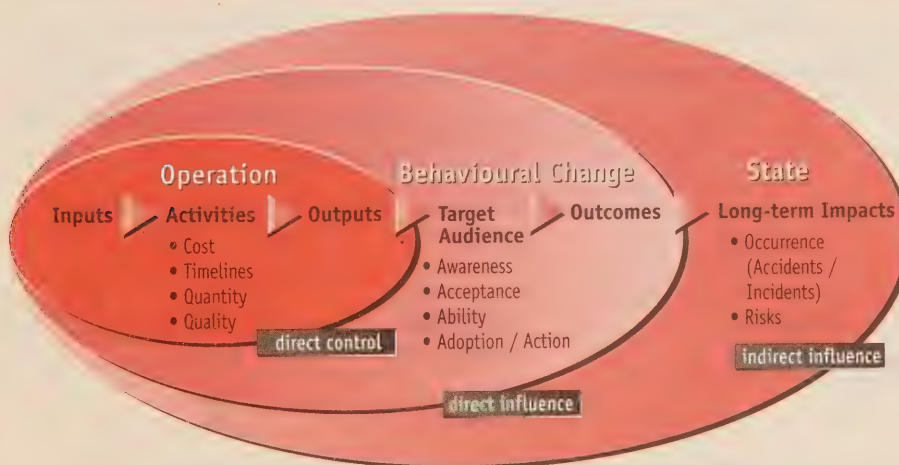 Operation
Inputs
Activities
Outputs
• Cost
• Timelines
• Quantity
• Quality
direct control
Behavioural Change
Target
Audience
Outcomes
• Awareness
• Acceptance
• Ability
• Adoption / Action
direct influence
State
Long-term Impacts
• Occurrence
(Accidents /
Incidents)
• Risks
indirect influence